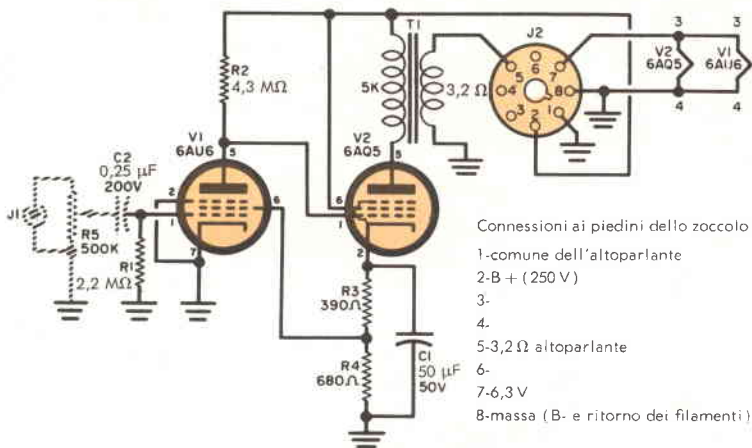 T1
J2
3
3
R2
4,3 MΩ
5K
3,2 Ω
6
5
7
4
8
3
1
2
V2
6AQ5
V1
6AU6
4
4
V1
6AU6
V2
6AQ5
5
5
C2
0,25 µF
200V
2
1
6
7
6
1
2
J1
R5
500K
R1
2,2 MΩ
R3
390Ω
R4
680Ω
C1
50 µF
50V
Connessioni ai piedini dello zoccolo
1-comune dell'altoparlante
2-B + (250 V)
3-
4-
5-3,2 Ω altoparlante
6-
7-6,3 V
8-massa ( B- e ritorno dei filamenti )